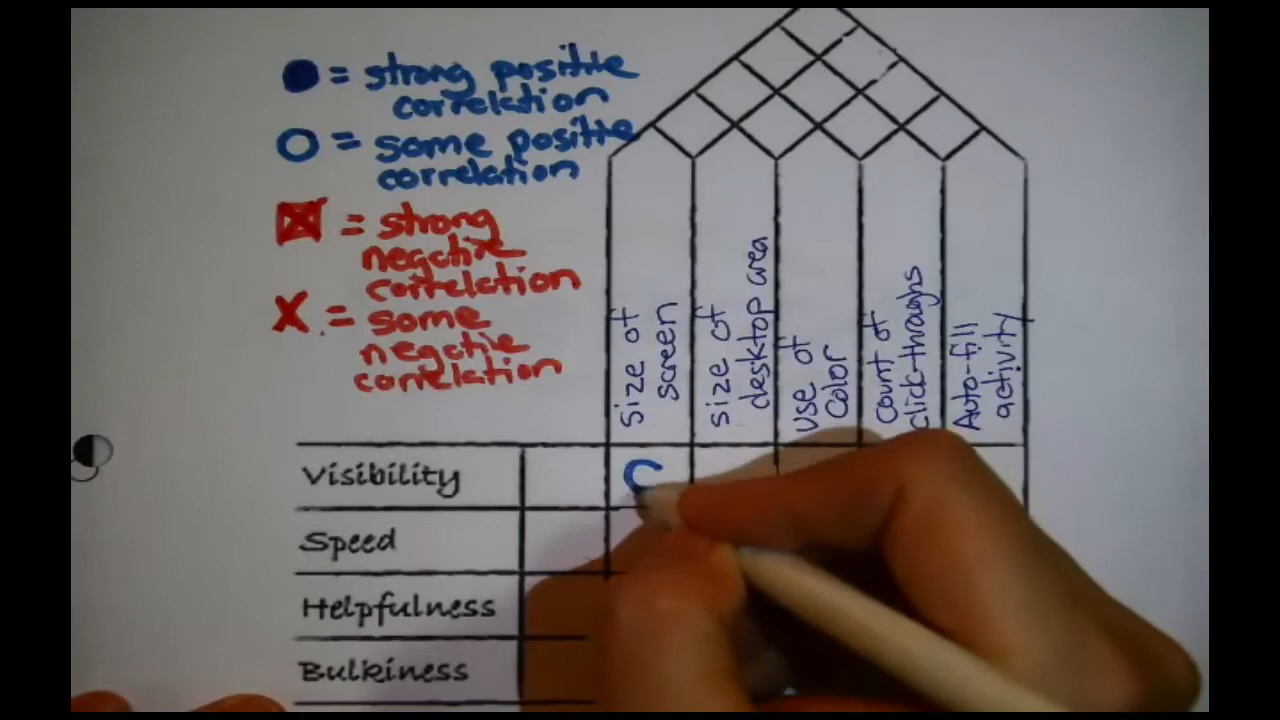 = strong positive
correlation
= some positive
correlation
= strong
negative
correlation
X = some
negative
correlation
Size of
screen
size of
desktop area
use of
Color
count of
click-throughs
Auto-fill
activity
Visibility
Speed
Helpfulness
Bulkiness